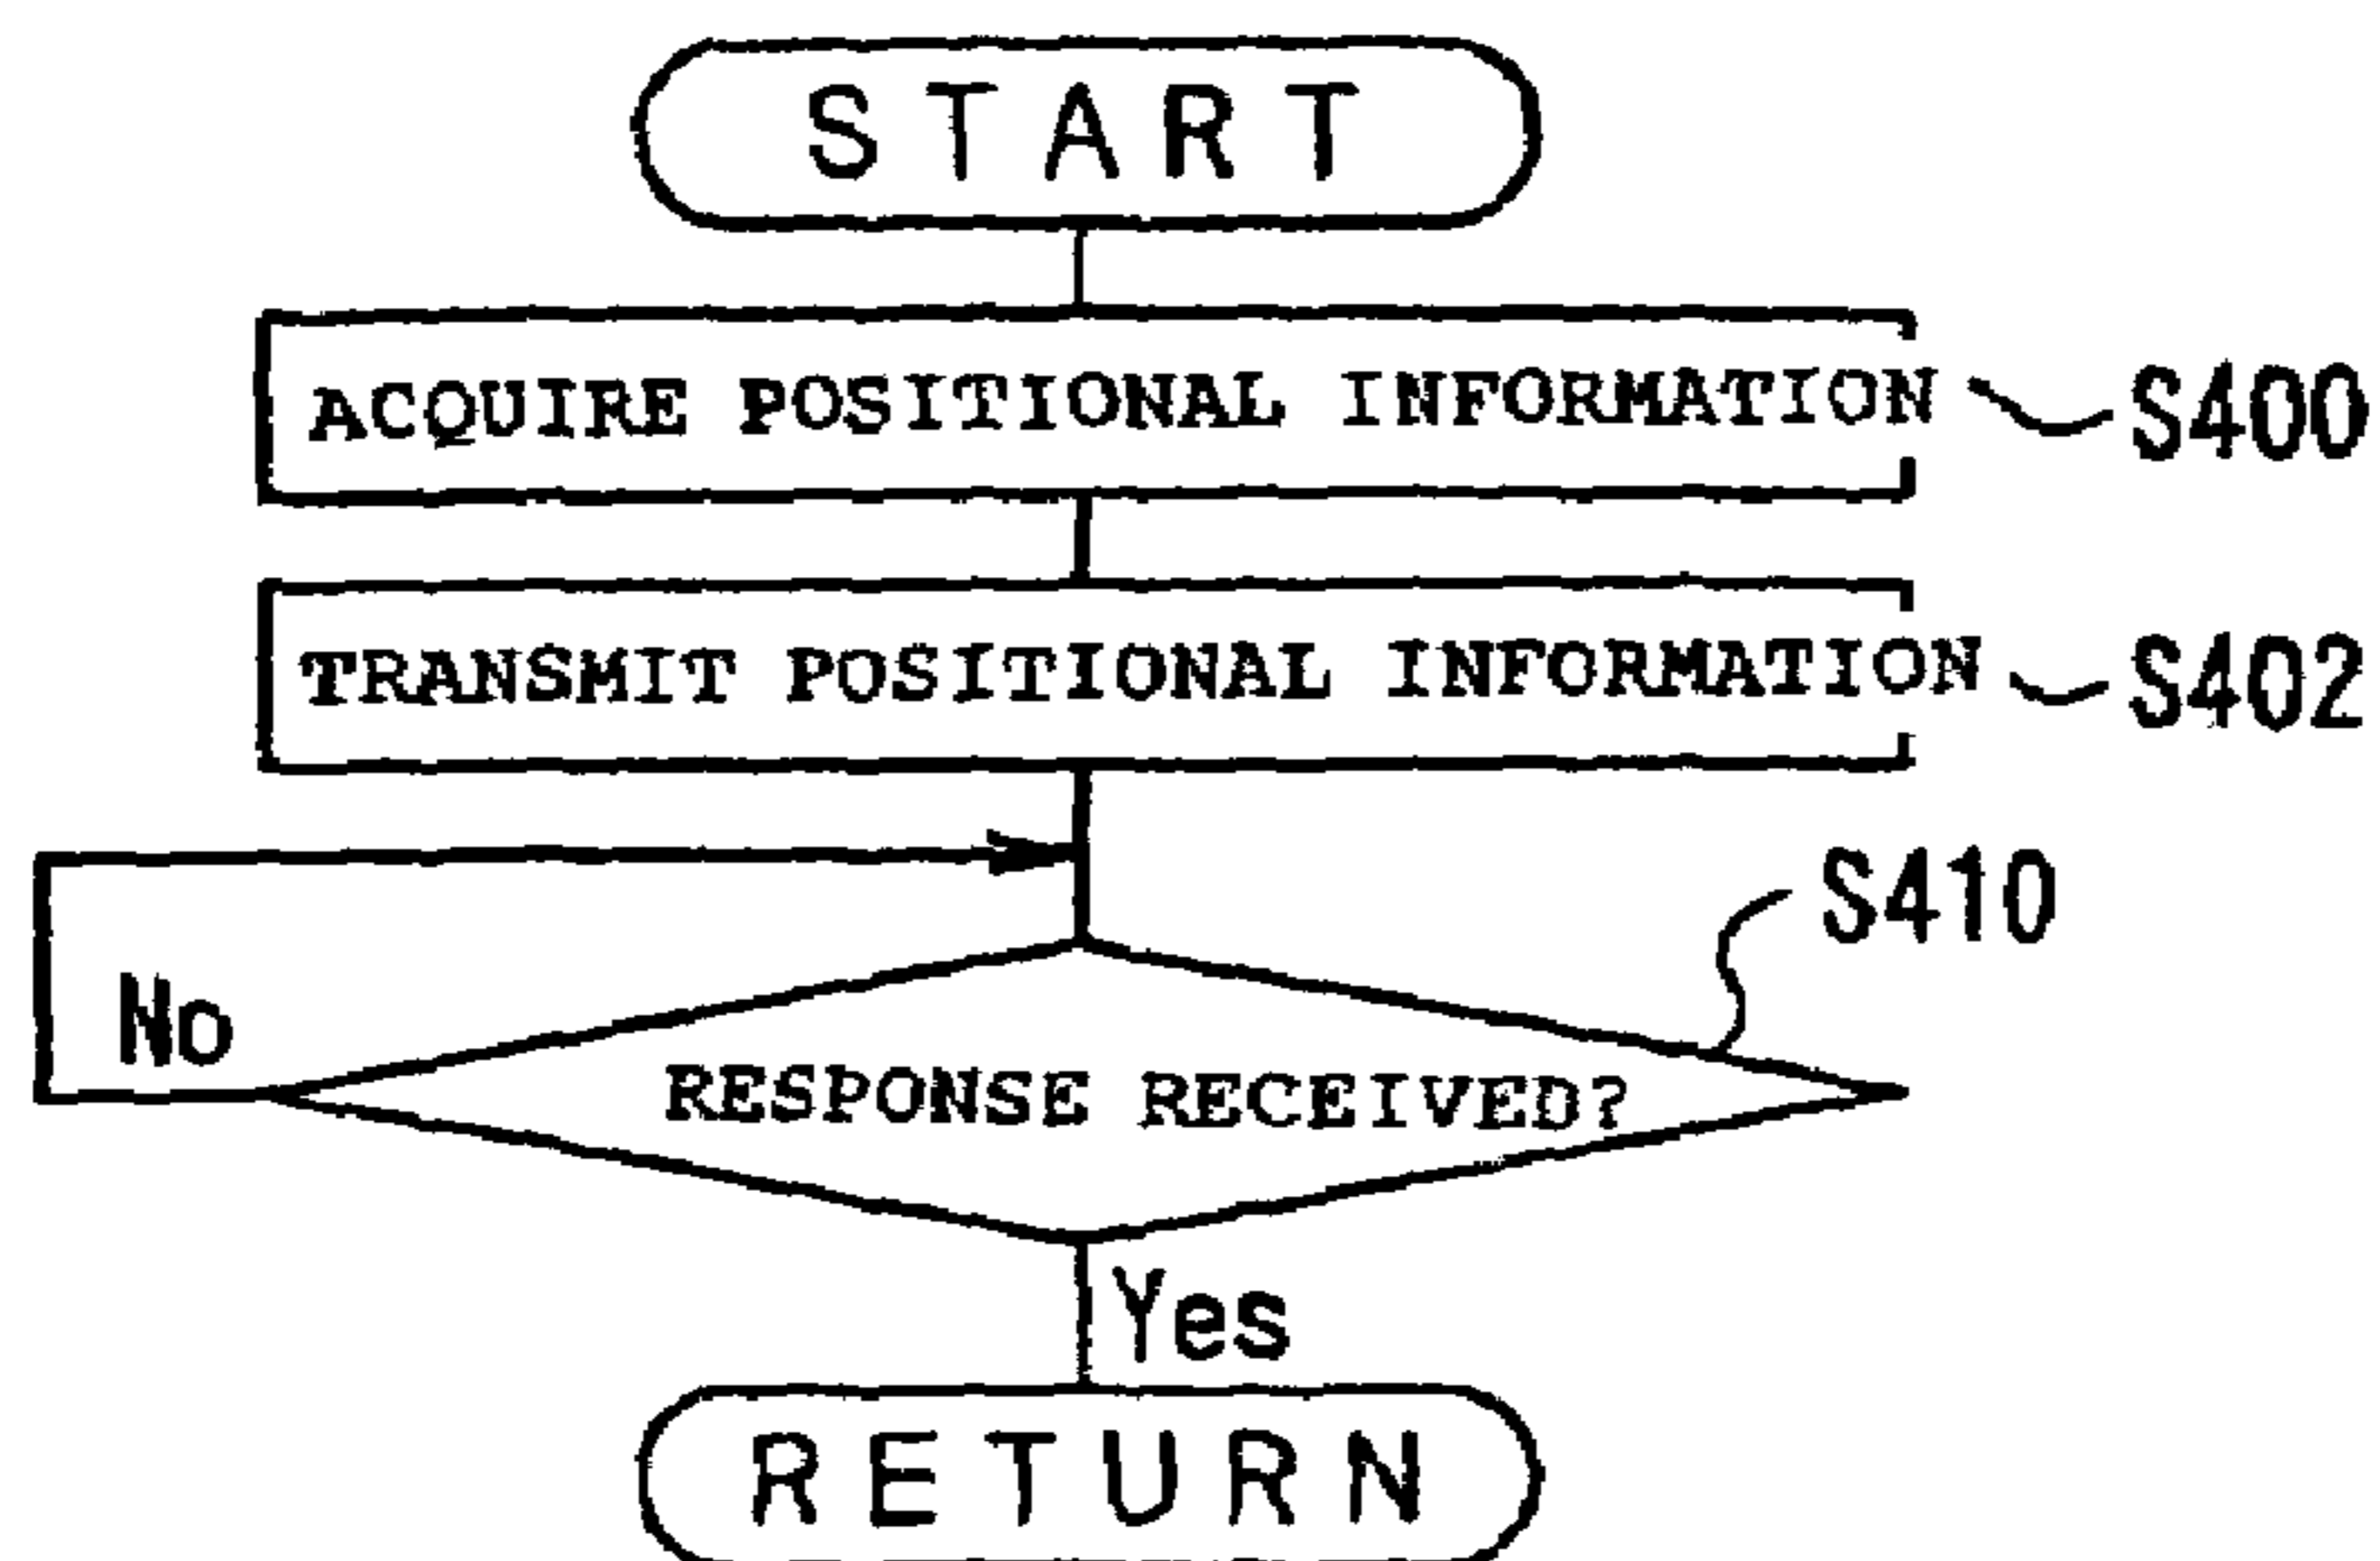 START
ACQUIRE POSITIONAL INFORMATION S400
TRANSMIT POSITIONAL INFORMATION S402
S410
No
RESPONSE RECEIVED?
Yes
RETURN